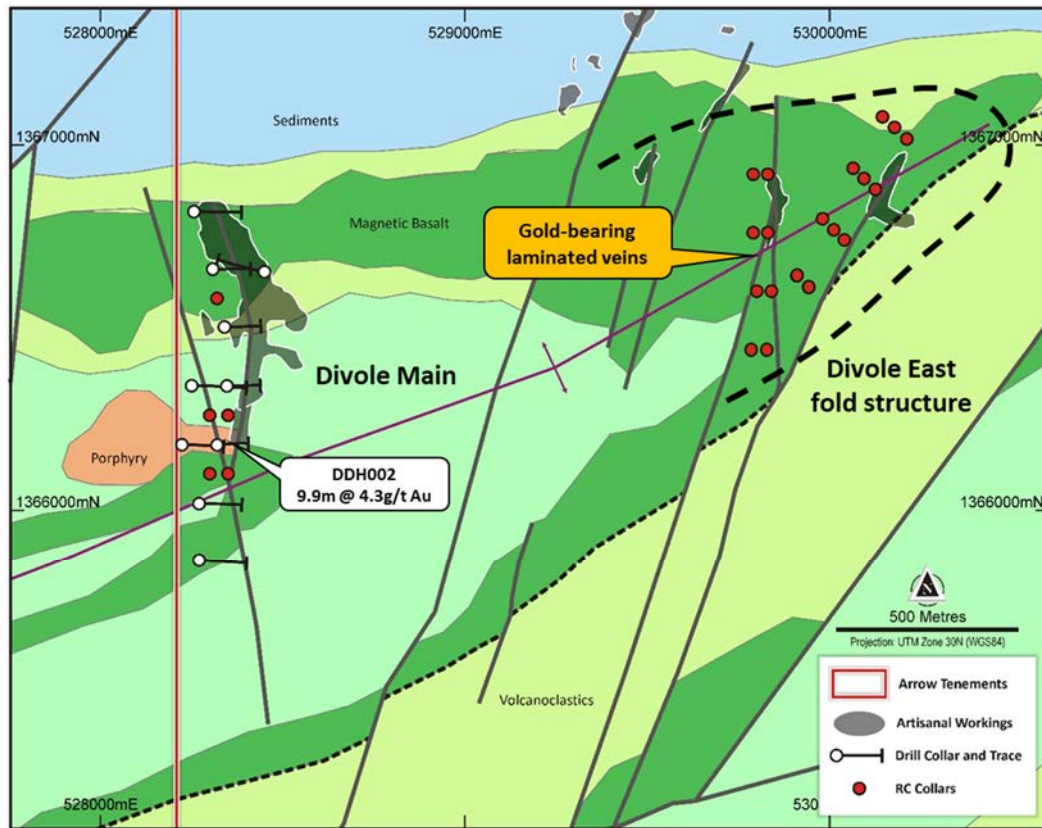 528000mE
529000mE
530000mE
Sediments
1367000mN
1367000mN
Magnetic Basalt
Gold-bearing
laminated veins
Divole Main
Divole East
fold structure
Porphyry
DDH002
9.9m @ 4.3g/t Au
1366000mN
1366000mN
N
500 Metres
Projection: UTM Zone 30N (WGS84)
Volcanoclastics
Arrow Tenements
Artisanal Workings
Drill Collar and Trace
RC Collars
528000mE
530